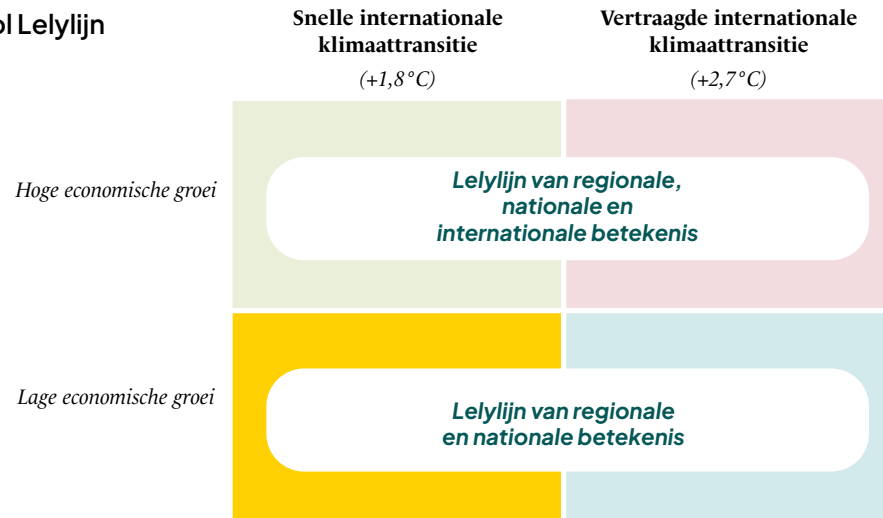 Lelylijn
Snelle internationale
klimaattransitie
(+1,8°C)
Vertraagde internationale
klimaattransitie
(+2,7°C)
Hoge economische groei
Lelylijn van regionale,
nationale en
internationale betekenis
Lage economische groei
Lelylijn van regionale
en nationale betekenis